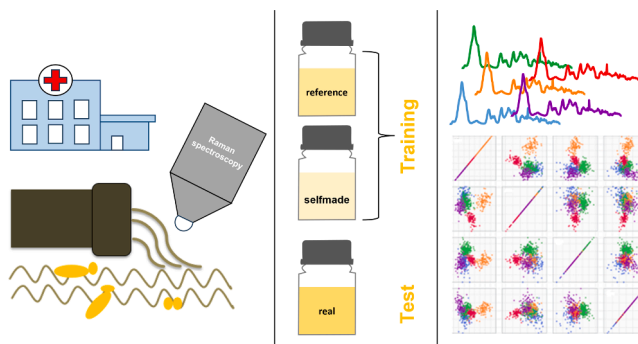 Raman
spectroscopy
reference
selfmade
Training
real
Test